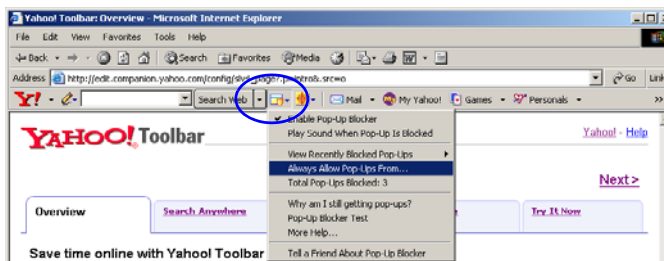 Yahoo! Toolbar: Overview - Microsoft Internet Explorer
File Edit View Favorites Tools Help
Back Search Favorites Media
Address http://edit.companion.yahoo.com/config/ Go Link
Y! Search Web Mail My Yahoo! Games Personals »
Enable Pop-Up Blocker
Play Sound When Pop-Up Is Blocked
YAHOO! Toolbar Yahoo! - Help
View Recently Blocked Pop-Ups
Always Allow Pop-Ups From...
Total Pop-Ups Blocked: 3
Next >
Why am I still getting pop-ups?
Overview Search Anywhere Try It Now
Pop-Up Blocker Test
More Help...
Save time online with Yahoo! Toolbar
Tell a Friend About Pop-Up Blocker